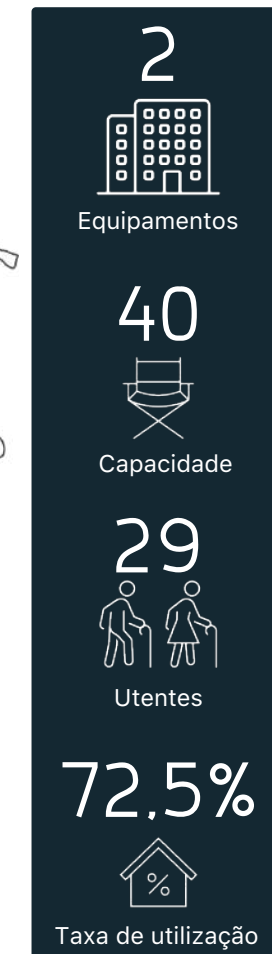 2
Equipamentos
40
Capacidade
29
Utentes
72,5%
%
Taxa de utilização